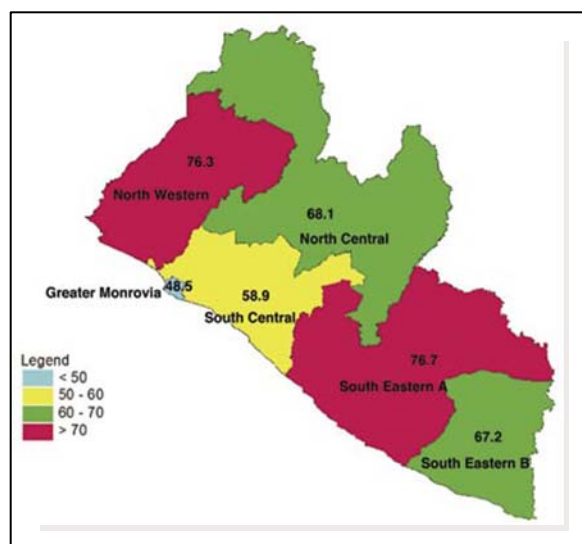 76.3
North Western
68.1
North Central
Greater Monrovia
48.5
58.9
South Central
76.7
South Eastern A
67.2
South Eastern B
Legend
< 50
50 - 60
60 - 70
> 70